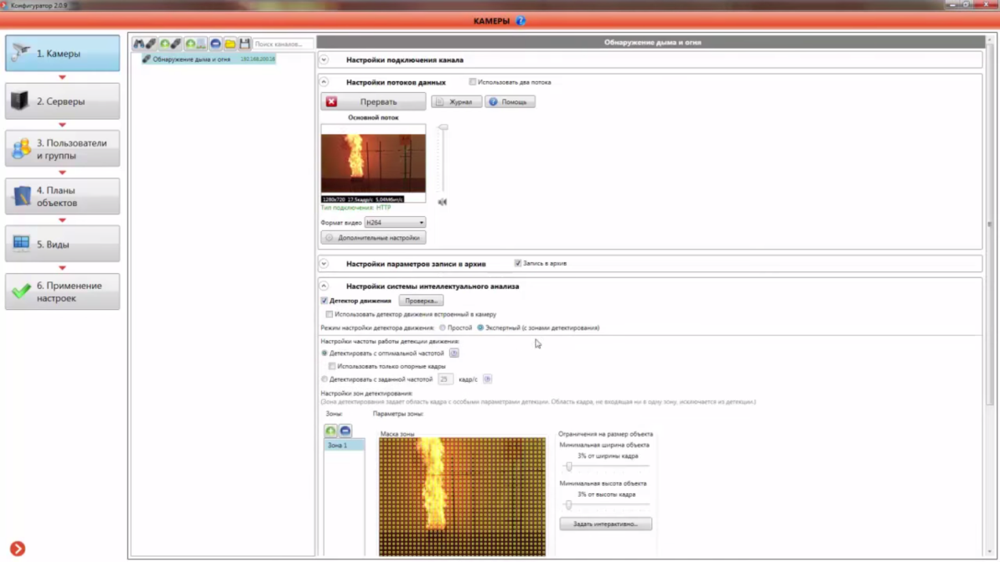 Конфигуратор 2.0.9
КАМЕРЫ
1. Камеры
2. Серверы
3. Пользователи
и группы
4. Планы
объектов
5. Виды
6. Применение
настроек
Поиск каналов...
Обнаружение дыма и огня 192.168.200.16
Обнаружение дыма и огня
Настройки подключения канала
Настройки потоков данных Использовать два потока
Прервать Журнал Помощь
Основной поток
1280x720 17,5кадр/с 5,04Мбит/с
Тип подключения: HTTP
Формат видео H264
Дополнительные настройки
Настройки параметров записи в архив Запись в архив
Настройки системы интеллектуального анализа
Детектор движения Проверка...
Использовать детектор движения встроенный в камеру
Режим настройки детектора движения: Простой Экспертный (с зонами детектирования)
Настройки частоты работы детекции движения:
Детектировать с оптимальной частотой
Использовать только опорные кадры
Детектировать с заданной частотой 25 кадр/с
Настройки зон детектирования:
(Зона детектирования задает область кадра с особыми параметрами детекции. Область кадра, не входящая ни в одну зону, исключается из детекции.)
Зоны: Параметры зоны:
Зона 1
Маска зоны
Ограничения на размер объекта
Минимальная ширина объекта
3% от ширины кадра
Минимальная высота объекта
3% от высоты кадра
Задать интерактивно...